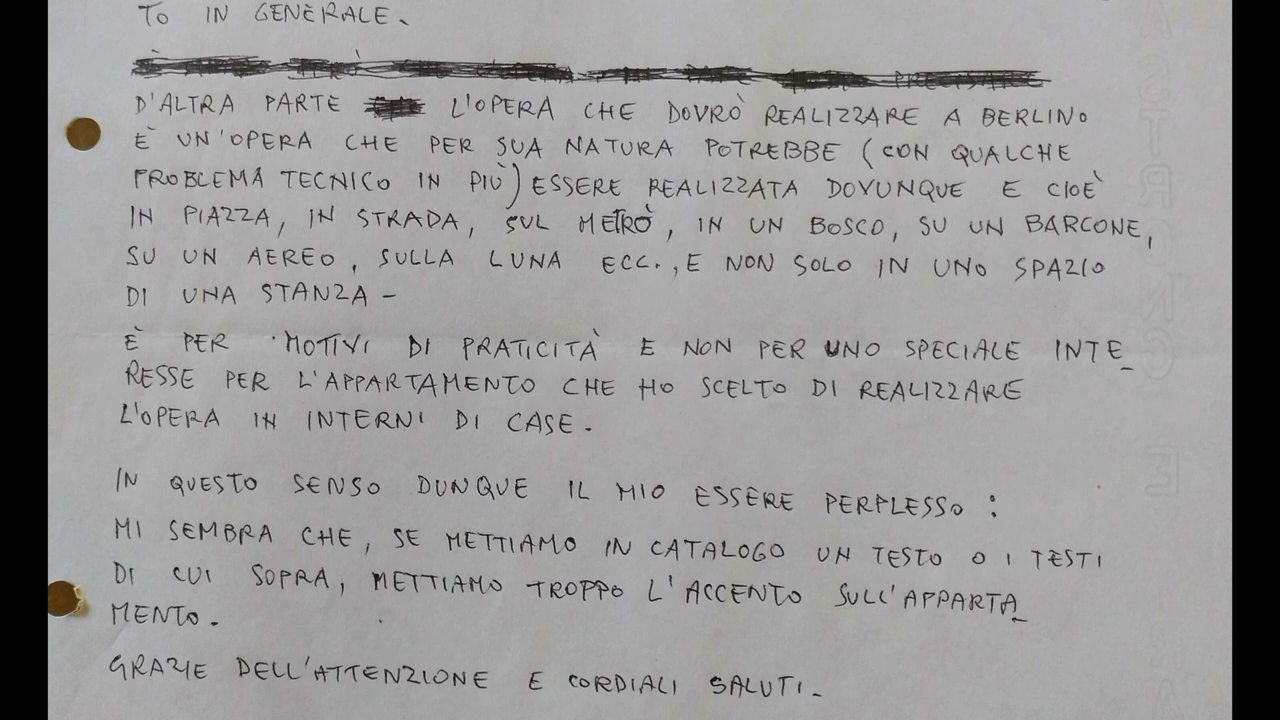 TO IN GENERALE.
D'ALTRA PARTE L'OPERA CHE DOVRÒ REALIZZARE A BERLINO
È UN'OPERA CHE PER SUA NATURA POTREBBE (CON QUALCHE
PROBLEMA TECNICO IN PIÙ) ESSERE REALIZZATA DOVUNQUE E CIOÈ
IN PIAZZA, IN STRADA, SUL METRÒ, IN UN BOSCO, SU UN BARCONE,
SU UN AEREO, SULLA LUNA ECC., E NON SOLO IN UNO SPAZIO
DI UNA STANZA -
È PER MOTIVI DI PRATICITÀ E NON PER UNO SPECIALE INTE_
RESSE PER L'APPARTAMENTO CHE HO SCELTO DI REALIZZARE
L'OPERA IN INTERNI DI CASE.
IN QUESTO SENSO DUNQUE IL MIO ESSERE PERPLESSO:
MI SEMBRA CHE, SE METTIAMO IN CATALOGO UN TESTO O I TESTI
DI CUI SOPRA, METTIAMO TROPPO L'ACCENTO SULL'APPARTA_
MENTO.
GRAZIE DELL'ATTENZIONE E CORDIALI SALUTI.